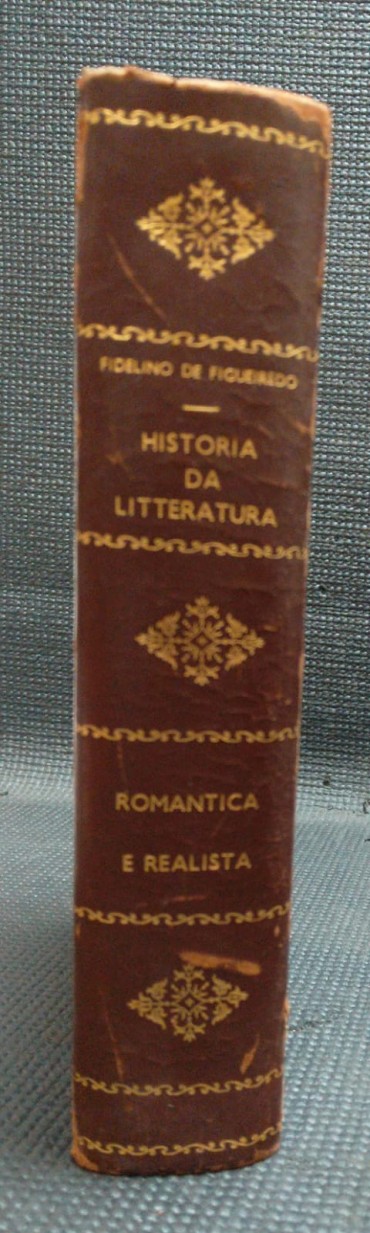 FIDELINO DE FIGUEIREDO
HISTORIA
DA
LITTERATURA
ROMANTICA
E REALISTA